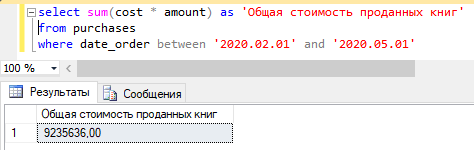 select sum(cost * amount) as 'Общая стоимость проданных книг'
from purchases
where date_order between '2020.02.01' and '2020.05.01'
100 %
Результаты Сообщения
Общая стоимость проданных книг
1 9235636,00